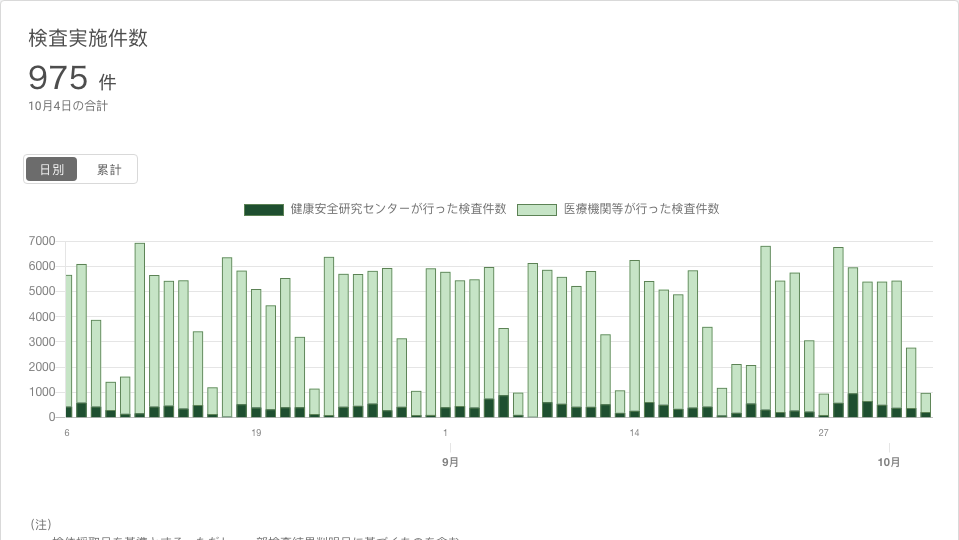 検査実施件数
975 件
10月4日の合計
日別 累計
健康安全研究センターが行った検査件数 医療機関等が行った検査件数
7000
6000
5000
4000
3000
2000
1000
0
6 19 1 14 27
9月 10月
（注）